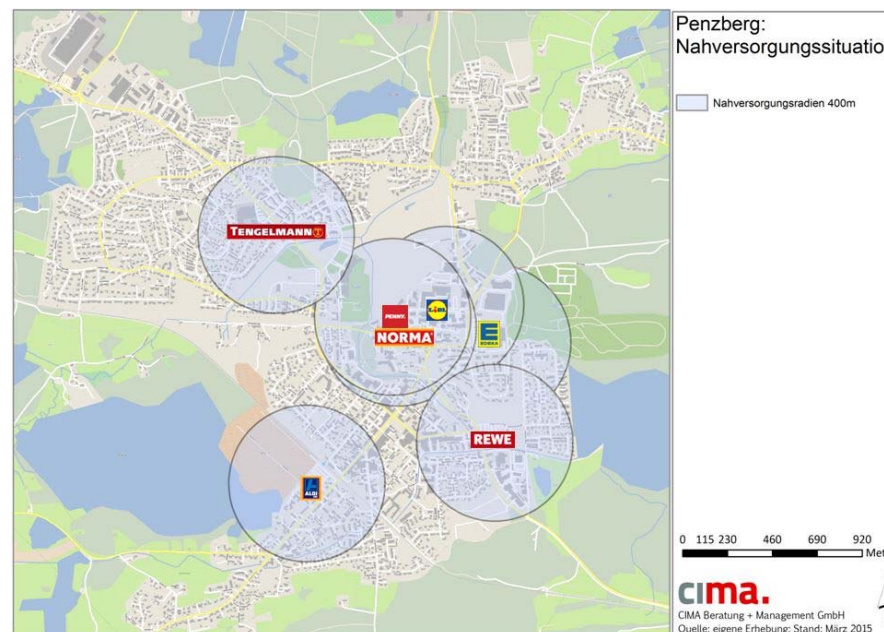 Penzberg:
Nahversorgungssituatio
Nahversorgungsradien 400m
TENGELMANN
PENNY.
LIDL
NORMA
E
EDEKA
REWE
ALDI
0 115 230 460 690 920
Met
cima.
CIMA Beratung + Management GmbH
Quelle: eigene Erhebung; Stand: März 2015